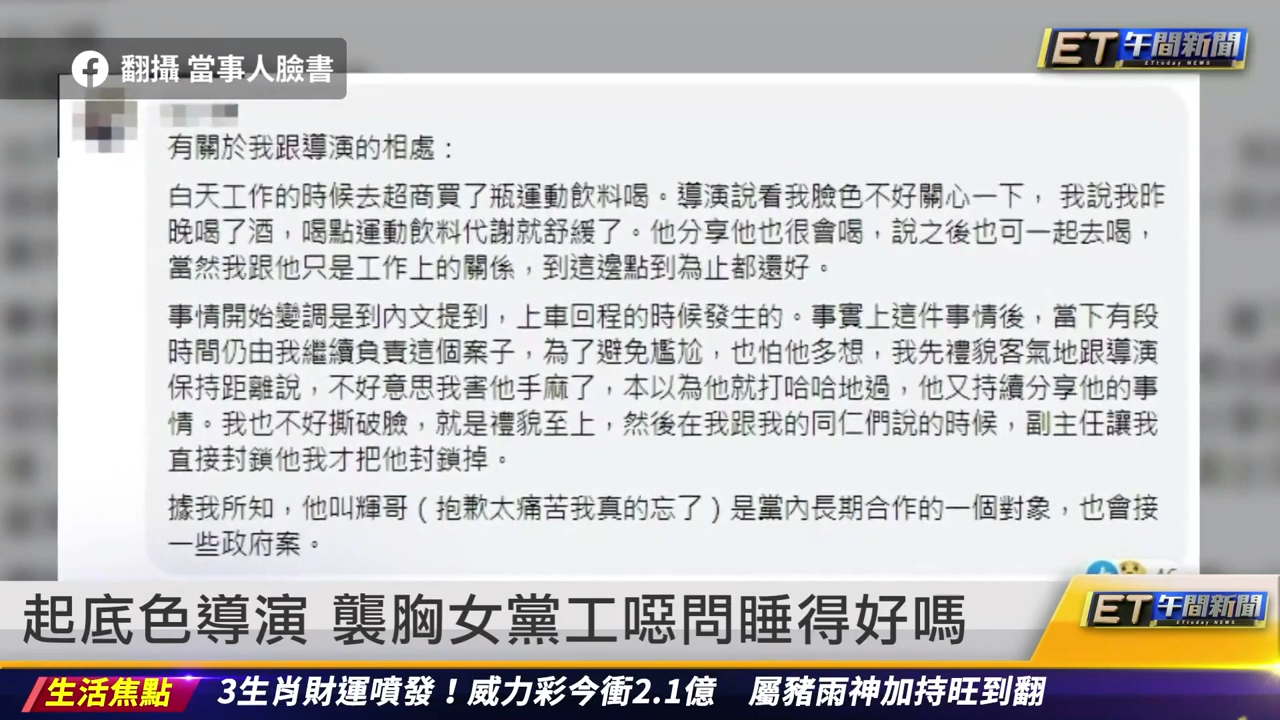 翻攝 當事人臉書
ET午間新聞
ETtoday NEWS
有關於我跟導演的相處：
白天工作的時候去超商買了瓶運動飲料喝。導演說看我臉色不好關心一下， 我說我昨
晚喝了酒，喝點運動飲料代謝就舒緩了。他分享他也很會喝，說之後也可一起去喝，
當然我跟他只是工作上的關係，到這邊點到為止都還好。
事情開始變調是到內文提到，上車回程的時候發生的。事實上這件事情後，當下有段
時間仍由我繼續負責這個案子，為了避免尷尬，也怕他多想，我先禮貌客氣地跟導演
保持距離說，不好意思我害他手麻了，本以為他就打哈哈地過，他又持續分享他的事
情。我也不好撕破臉，就是禮貌至上，然後在我跟我的同仁們說的時候，副主任讓我
直接封鎖他我才把他封鎖掉。
據我所知，他叫輝哥（抱歉太痛苦我真的忘了）是黨內長期合作的一個對象，也會接
一些政府案。
起底色導演 襲胸女黨工噁問睡得好嗎
ET午間新聞
ETtoday NEWS
生活焦點
3生肖財運噴發！威力彩今衝2.1億 屬豬雨神加持旺到翻